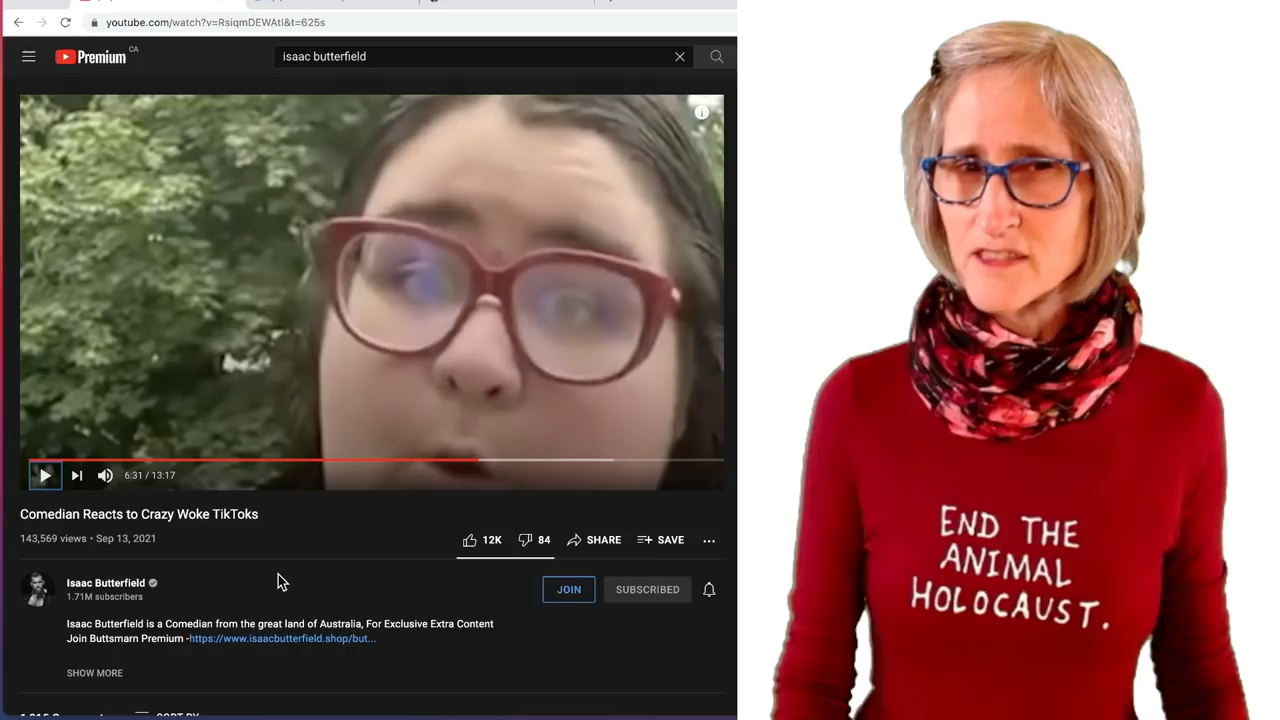 youtube.com/watch?v=RsiqmDEWAtI&t=625s
Premium CA
isaac butterfield
6:31 / 13:17
Comedian Reacts to Crazy Woke TikToks
143,569 views • Sep 13, 2021
12K 84 SHARE SAVE
Isaac Butterfield
1.71M subscribers
JOIN SUBSCRIBED
Isaac Butterfield is a Comedian from the great land of Australia, For Exclusive Extra Content
Join Buttsmarn Premium -https://www.isaacbutterfield.shop/but...
SHOW MORE
END THE
ANIMAL
HOLOCAUST.